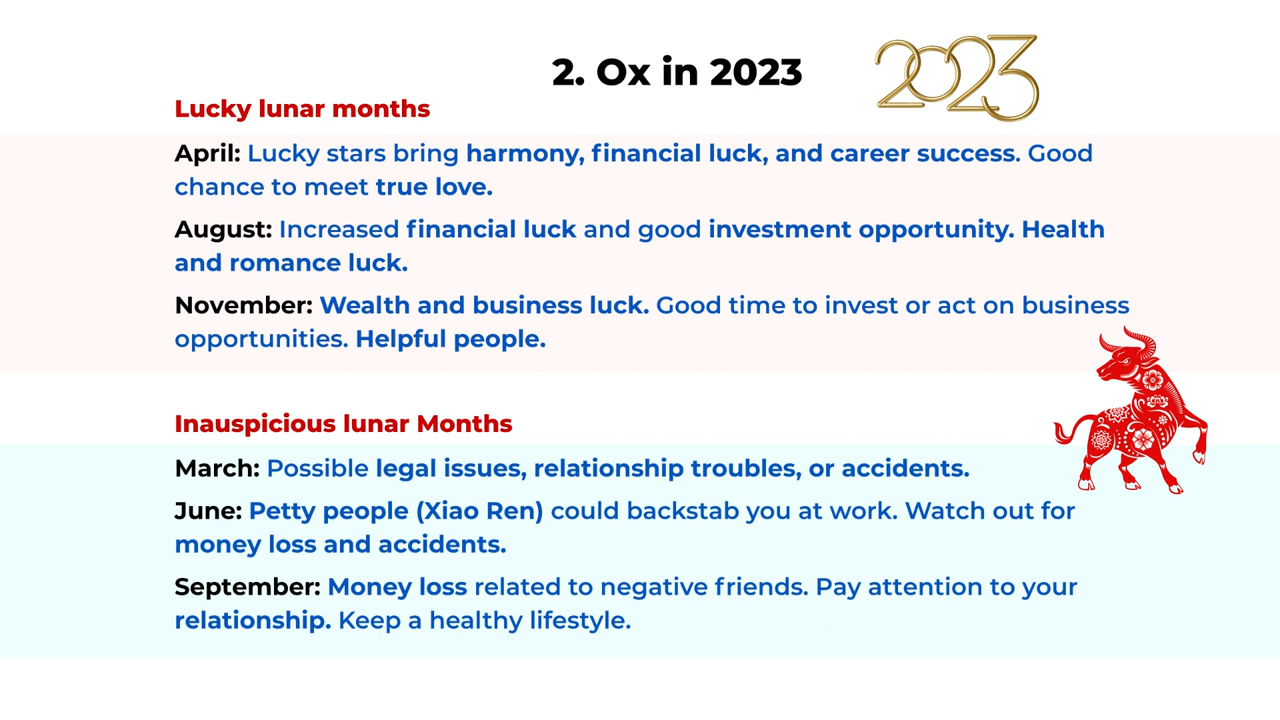 2. Ox in 2023
2023
Lucky lunar months
April: Lucky stars bring harmony, financial luck, and career success. Good
chance to meet true love.
August: Increased financial luck and good investment opportunity. Health
and romance luck.
November: Wealth and business luck. Good time to invest or act on business
opportunities. Helpful people.
Inauspicious lunar Months
March: Possible legal issues, relationship troubles, or accidents.
June: Petty people (Xiao Ren) could backstab you at work. Watch out for
money loss and accidents.
September: Money loss related to negative friends. Pay attention to your
relationship. Keep a healthy lifestyle.